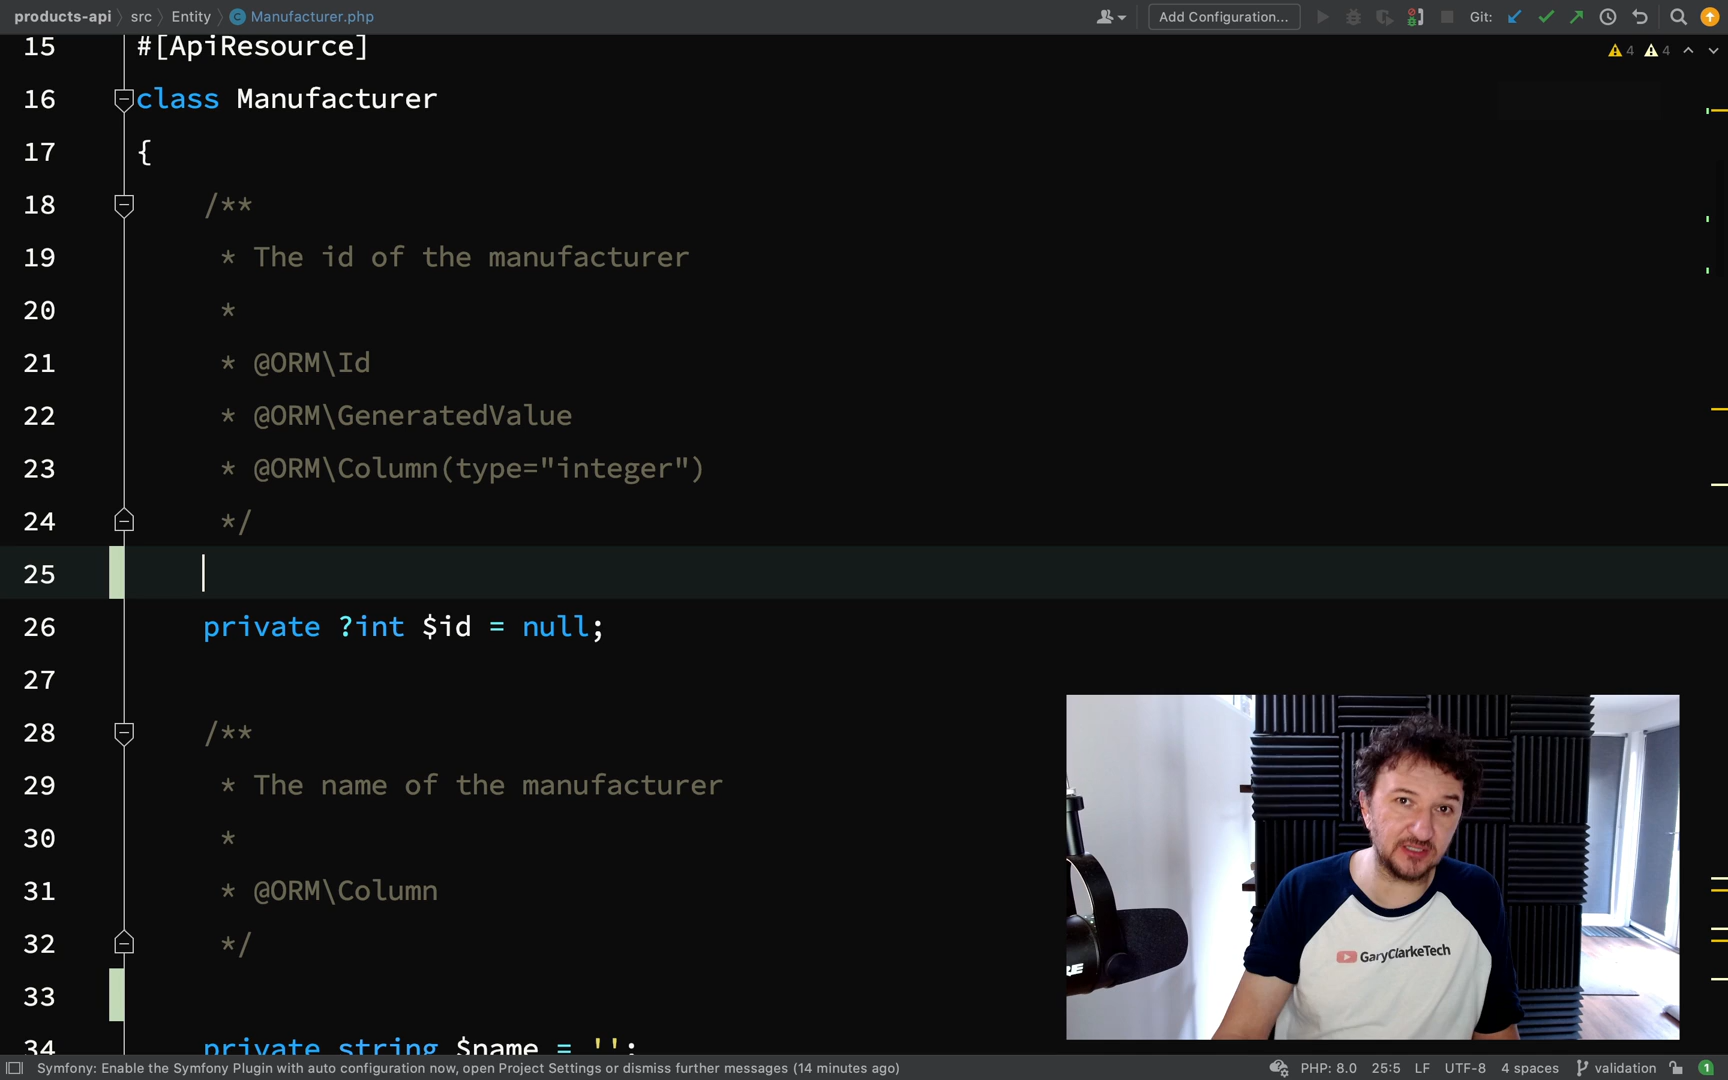 products-api src Entity Manufacturer.php Add Configuration... Git:
15 #[ApiResource] 4 4
16 class Manufacturer
17 {
18 /**
19 * The id of the manufacturer
20 *
21 * @ORM\Id
22 * @ORM\GeneratedValue
23 * @ORM\Column(type="integer")
24 */
25
26 private ?int $id = null;
27
28 /**
29 * The name of the manufacturer
30 *
31 * @ORM\Column
32 */
33
34 private string $name = '';
GaryClarkeTech
Symfony: Enable the Symfony Plugin with auto configuration now, open Project Settings or dismiss further messages (14 minutes ago) PHP: 8.0 25:5 LF UTF-8 4 spaces validation 1